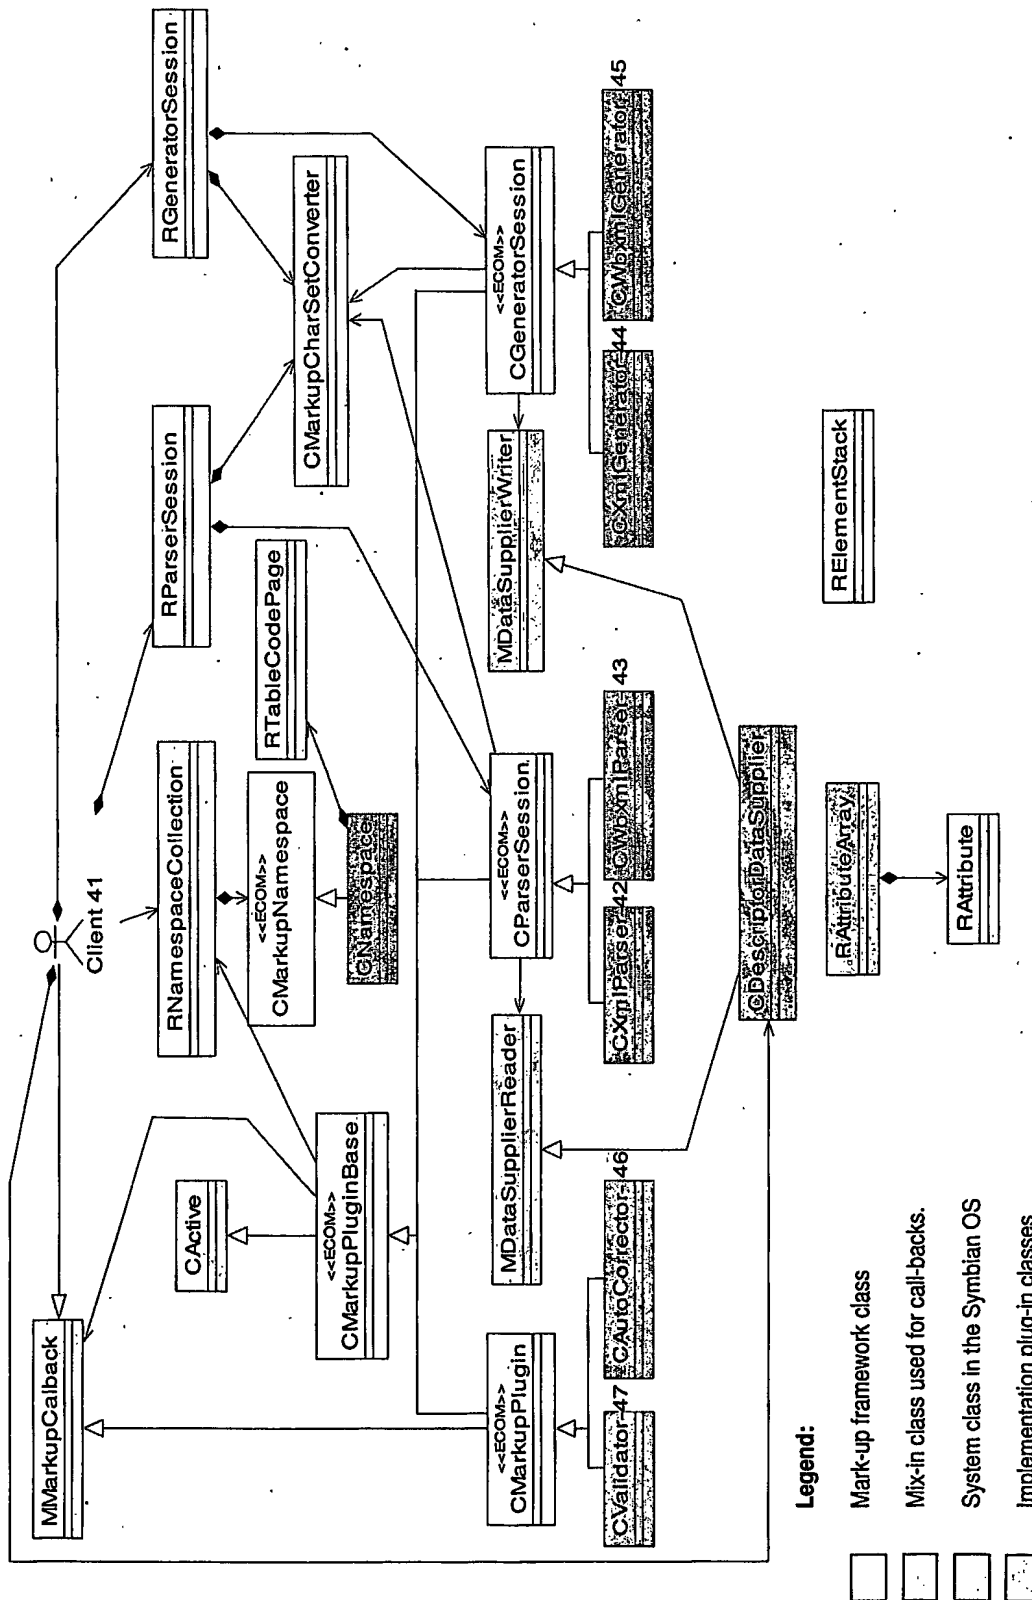 MMarkupCalback
Client 41
CActive
RNamespaceCollection
RParserSession
RGeneratorSession
<<ECOM>>
CMarkupPluginBase
<<ECOM>>
CMarkupNamespace
RTableCodePage
CMarkupCharSetConverter
CNamespace
<<ECOM>>
CMarkupPlugin
MDataSupplierReader
<<ECOM>>
CParserSession
MDataSupplierWriter
<<ECOM>>
CGeneratorSession
CValidator 47
CAutoCorrector 46
CXmlParser 42
CWbxmlParser 43
CXmlGenerator 44
CWbxmlGenerator 45
CDescriptorDataSupplier
RAttributeArray
RElementStack
RAttribute
Legend:
Mark-up framework class
Mix-in class used for call-backs.
System class in the Symbian OS
Implementation plug-in classes